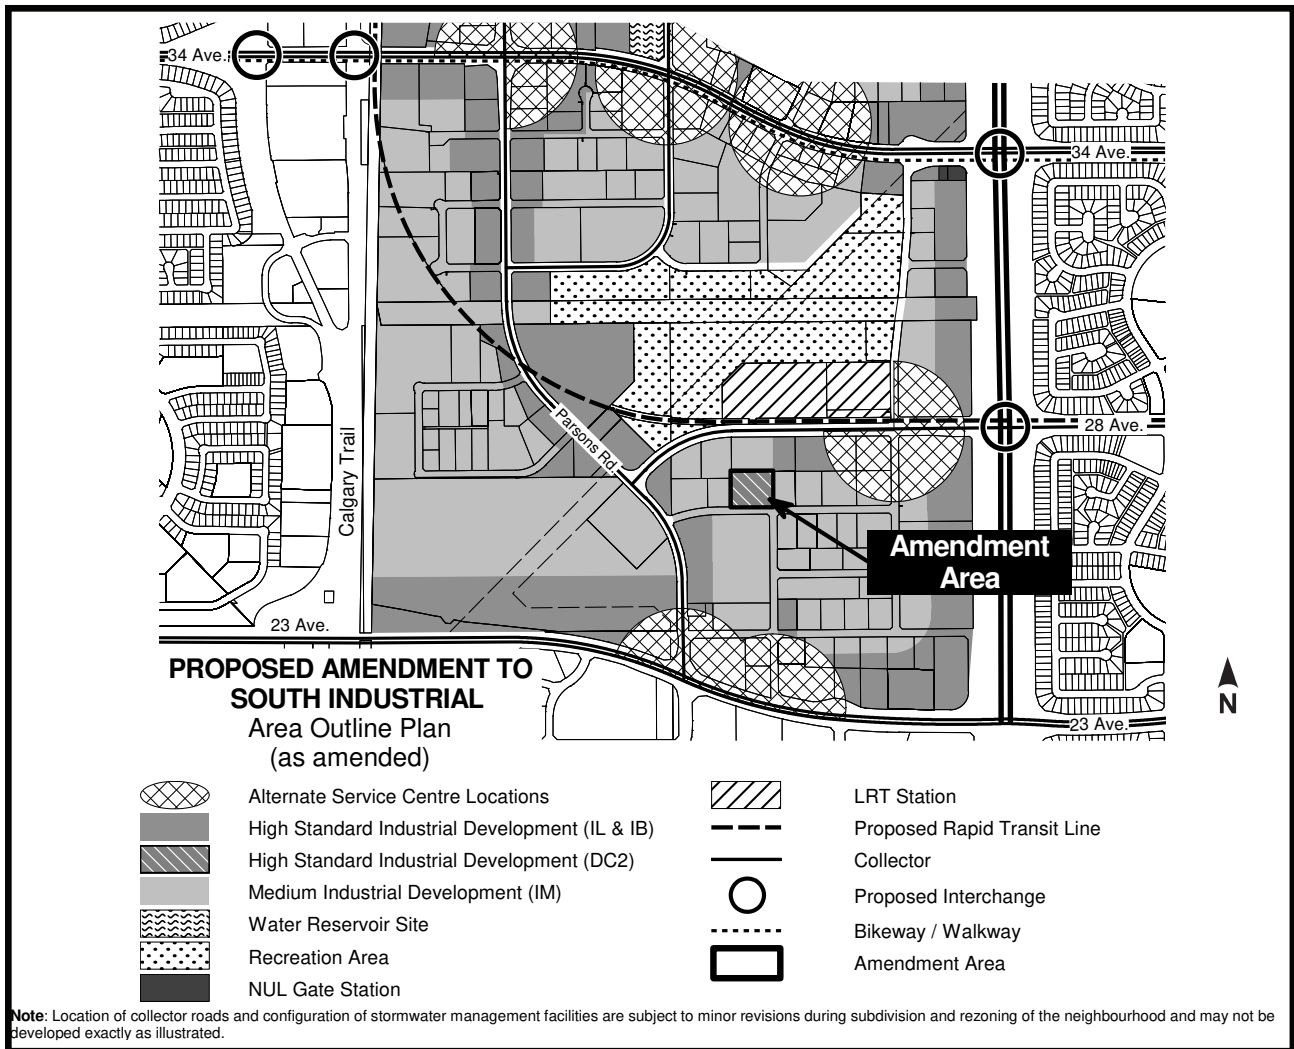 34 Ave.
34 Ave.
Calgary Trail
Parsons Rd.
28 Ave.
Amendment
Area
23 Ave.
23 Ave.
PROPOSED AMENDMENT TO
SOUTH INDUSTRIAL
Area Outline Plan
(as amended)
N
Alternate Service Centre Locations
High Standard Industrial Development (IL & IB)
High Standard Industrial Development (DC2)
Medium Industrial Development (IM)
Water Reservoir Site
Recreation Area
NUL Gate Station
LRT Station
Proposed Rapid Transit Line
Collector
Proposed Interchange
Bikeway / Walkway
Amendment Area
Note: Location of collector roads and configuration of stormwater management facilities are subject to minor revisions during subdivision and rezoning of the neighbourhood and may not be
developed exactly as illustrated.